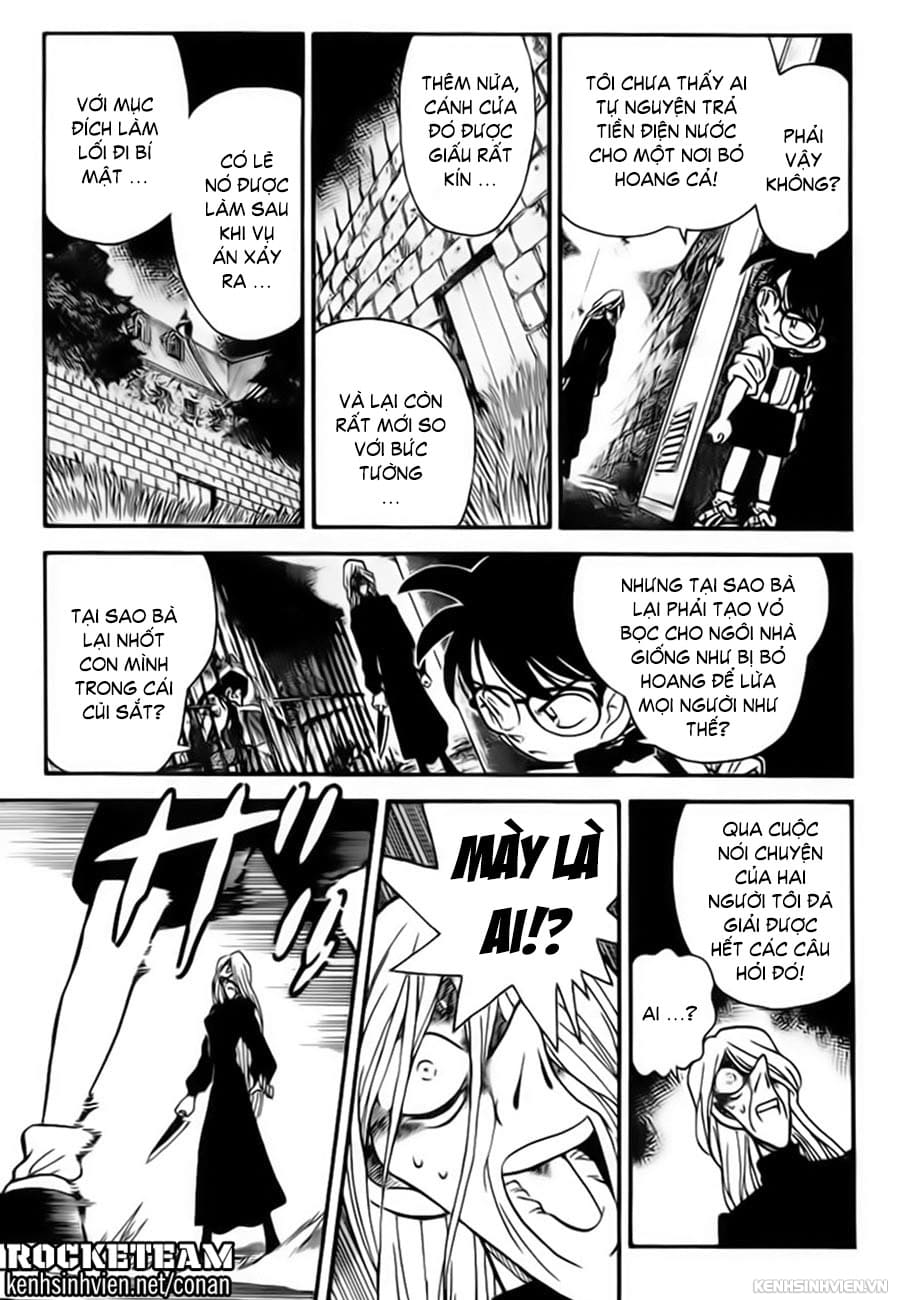 TÔI CHƯA THẤY AI
TỰ NGUYỆN TRẢ
TIỀN ĐIỆN NƯỚC
CHO MỘT NƠI BỎ
HOANG CẢ!
PHẢI
VẬY
KHÔNG?
THÊM NỮA,
CÁNH CỬA
ĐÓ ĐƯỢC
GIẤU RẤT
KÍN ...
VÀ LẠI CÒN
RẤT MỚI SO
VỚI BỨC
TƯỜNG
...
CÓ LẼ
NÓ ĐƯỢC
LÀM SAU
KHI VỤ
ÁN XẢY
RA ...
VỚI MỤC
ĐÍCH LÀM
LỐI ĐI BÍ
MẬT ...
NHƯNG TẠI SAO BÀ
LẠI PHẢI TẠO VỎ
BỌC CHO NGÔI NHÀ
GIỐNG NHƯ BỊ BỎ
HOANG ĐỂ LỪA
MỌI NGƯỜI NHƯ
THẾ?
TẠI SAO BÀ
LẠI NHỐT
CON MÌNH
TRONG CÁI
CŨI SẮT?
QUA CUỘC
NÓI CHUYỆN
CỦA HAI
NGƯỜI TÔI ĐÃ
GIẢI ĐƯỢC
HẾT CÁC CÂU
HỎI ĐÓ!
AI ...?
MÀY LÀ
AI!?
ROCKETEAM
kenhsinhvien.net/conan
KENHSINHVIEN.VN